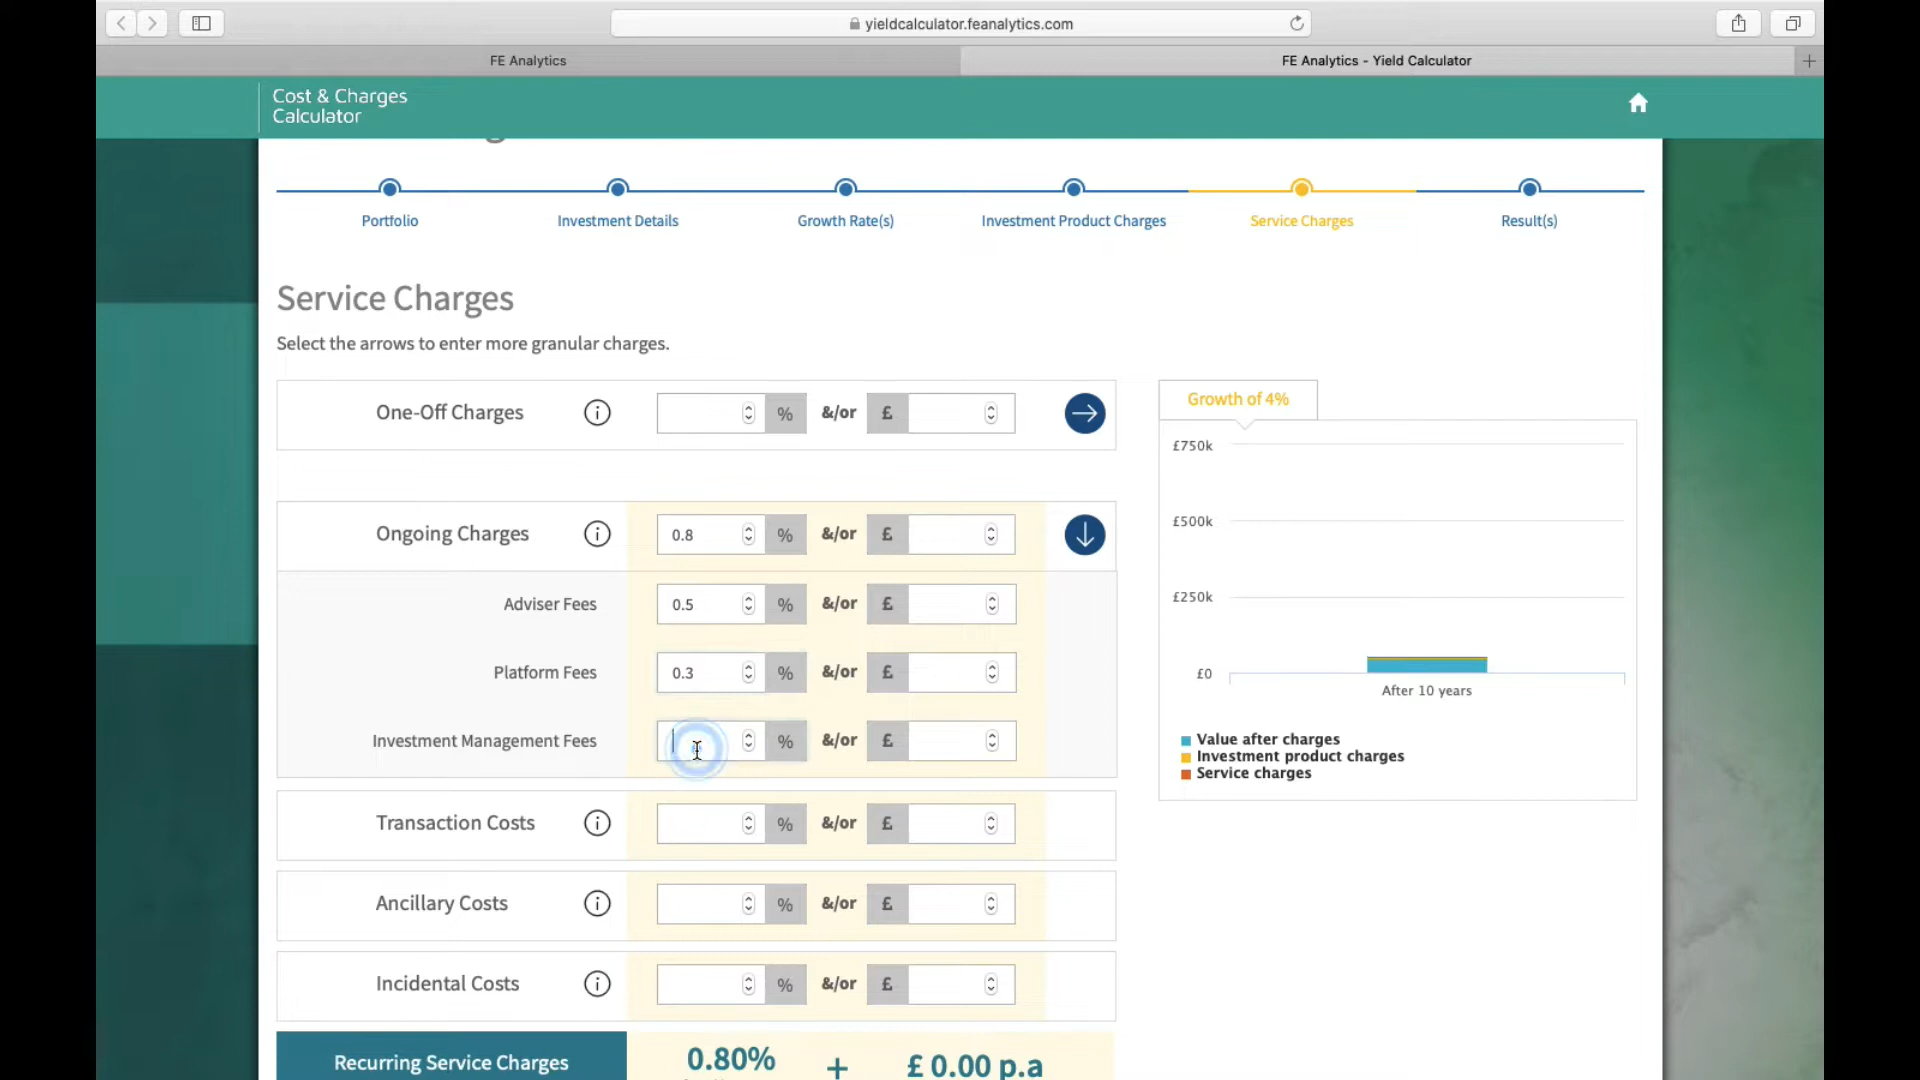 yieldcalculator.feanalytics.com
FE Analytics
FE Analytics - Yield Calculator
Cost & Charges
Calculator
Portfolio
Investment Details
Growth Rate(s)
Investment Product Charges
Service Charges
Result(s)
Service Charges
Select the arrows to enter more granular charges.
One-Off Charges
%
&/or
£
Growth of 4%
£750k
£500k
£250k
£0
After 10 years
Value after charges
Investment product charges
Service charges
Ongoing Charges
0.8
%
&/or
£
Adviser Fees
0.5
%
&/or
£
Platform Fees
0.3
%
&/or
£
Investment Management Fees
%
&/or
£
Transaction Costs
%
&/or
£
Ancillary Costs
%
&/or
£
Incidental Costs
%
&/or
£
Recurring Service Charges
0.80%
+
£ 0.00 p.a